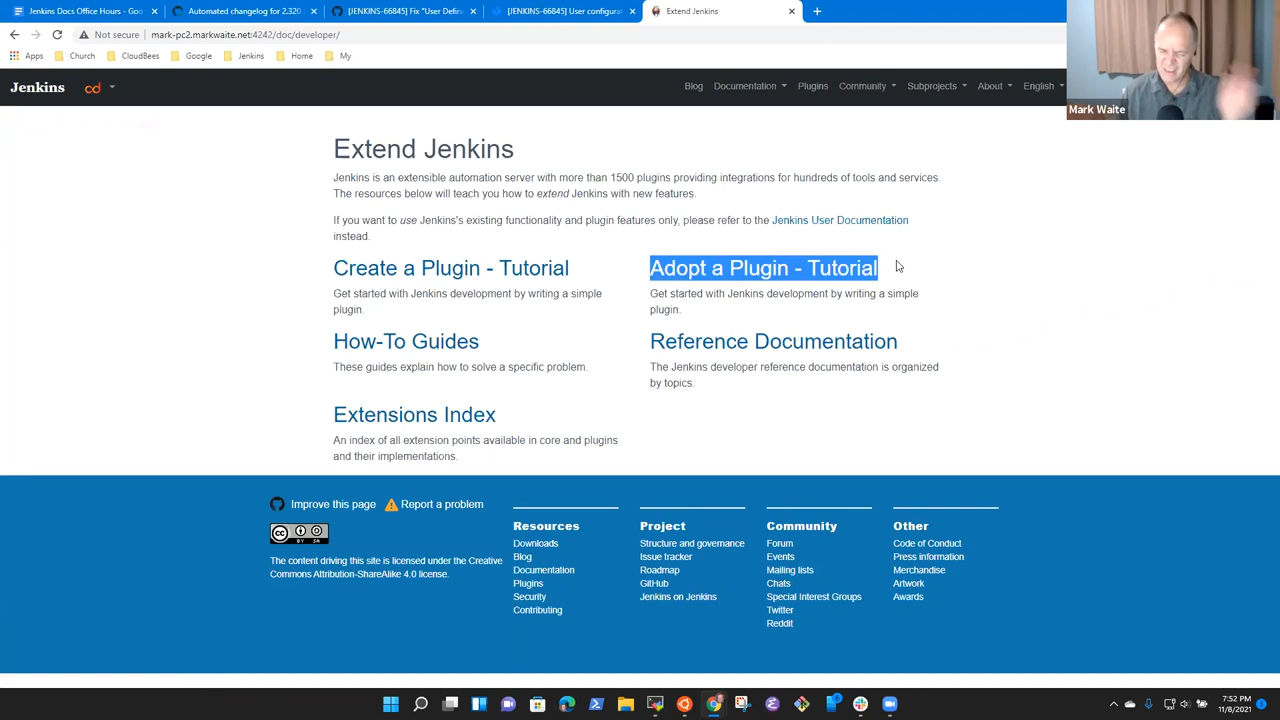 Jenkins Docs Office Hours - Goo
Automated changelog for 2.320
[JENKINS-66845] Fix "User Define
[JENKINS-66845] User configurat
Extend Jenkins
Not secure
mark-pc2.markwaite.net:4242/doc/developer/
Apps
Church
CloudBees
Google
Jenkins
Home
My
Jenkins
cd
Blog
Documentation
Plugins
Community
Subprojects
About
English
Mark Waite
Extend Jenkins
Jenkins is an extensible automation server with more than 1500 plugins providing integrations for hundreds of tools and services.
The resources below will teach you how to extend Jenkins with new features.
If you want to use Jenkins's existing functionality and plugin features only, please refer to the Jenkins User Documentation
instead.
Create a Plugin - Tutorial
Get started with Jenkins development by writing a simple
plugin.
Adopt a Plugin - Tutorial
Get started with Jenkins development by writing a simple
plugin.
How-To Guides
These guides explain how to solve a specific problem.
Reference Documentation
The Jenkins developer reference documentation is organized
by topics.
Extensions Index
An index of all extension points available in core and plugins
and their implementations.
Improve this page
Report a problem
CC BY SA
The content driving this site is licensed under the Creative
Commons Attribution-ShareAlike 4.0 license.
Resources
Downloads
Blog
Documentation
Plugins
Security
Contributing
Project
Structure and governance
Issue tracker
Roadmap
GitHub
Jenkins on Jenkins
Community
Forum
Events
Mailing lists
Chats
Special Interest Groups
Twitter
Reddit
Other
Code of Conduct
Press information
Merchandise
Artwork
Awards
7:52 PM
11/8/2021